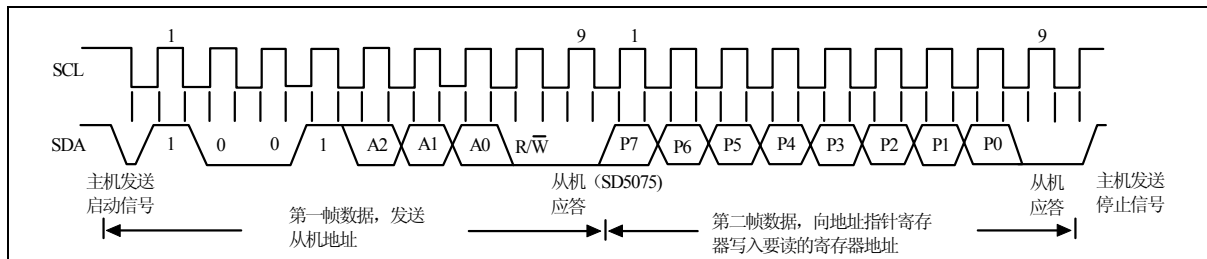 1 9 1 9
SCL
SDA 1 0 0 1 A2 A1 A0 R/W̅ P7 P6 P5 P4 P3 P2 P1 P0
主机发送
启动信号
从机（SD5075)
应答
从机
应答
主机发送
停止信号
第一帧数据，发送
从机地址
第二帧数据，向地址指针寄存
器写入要读的寄存器地址